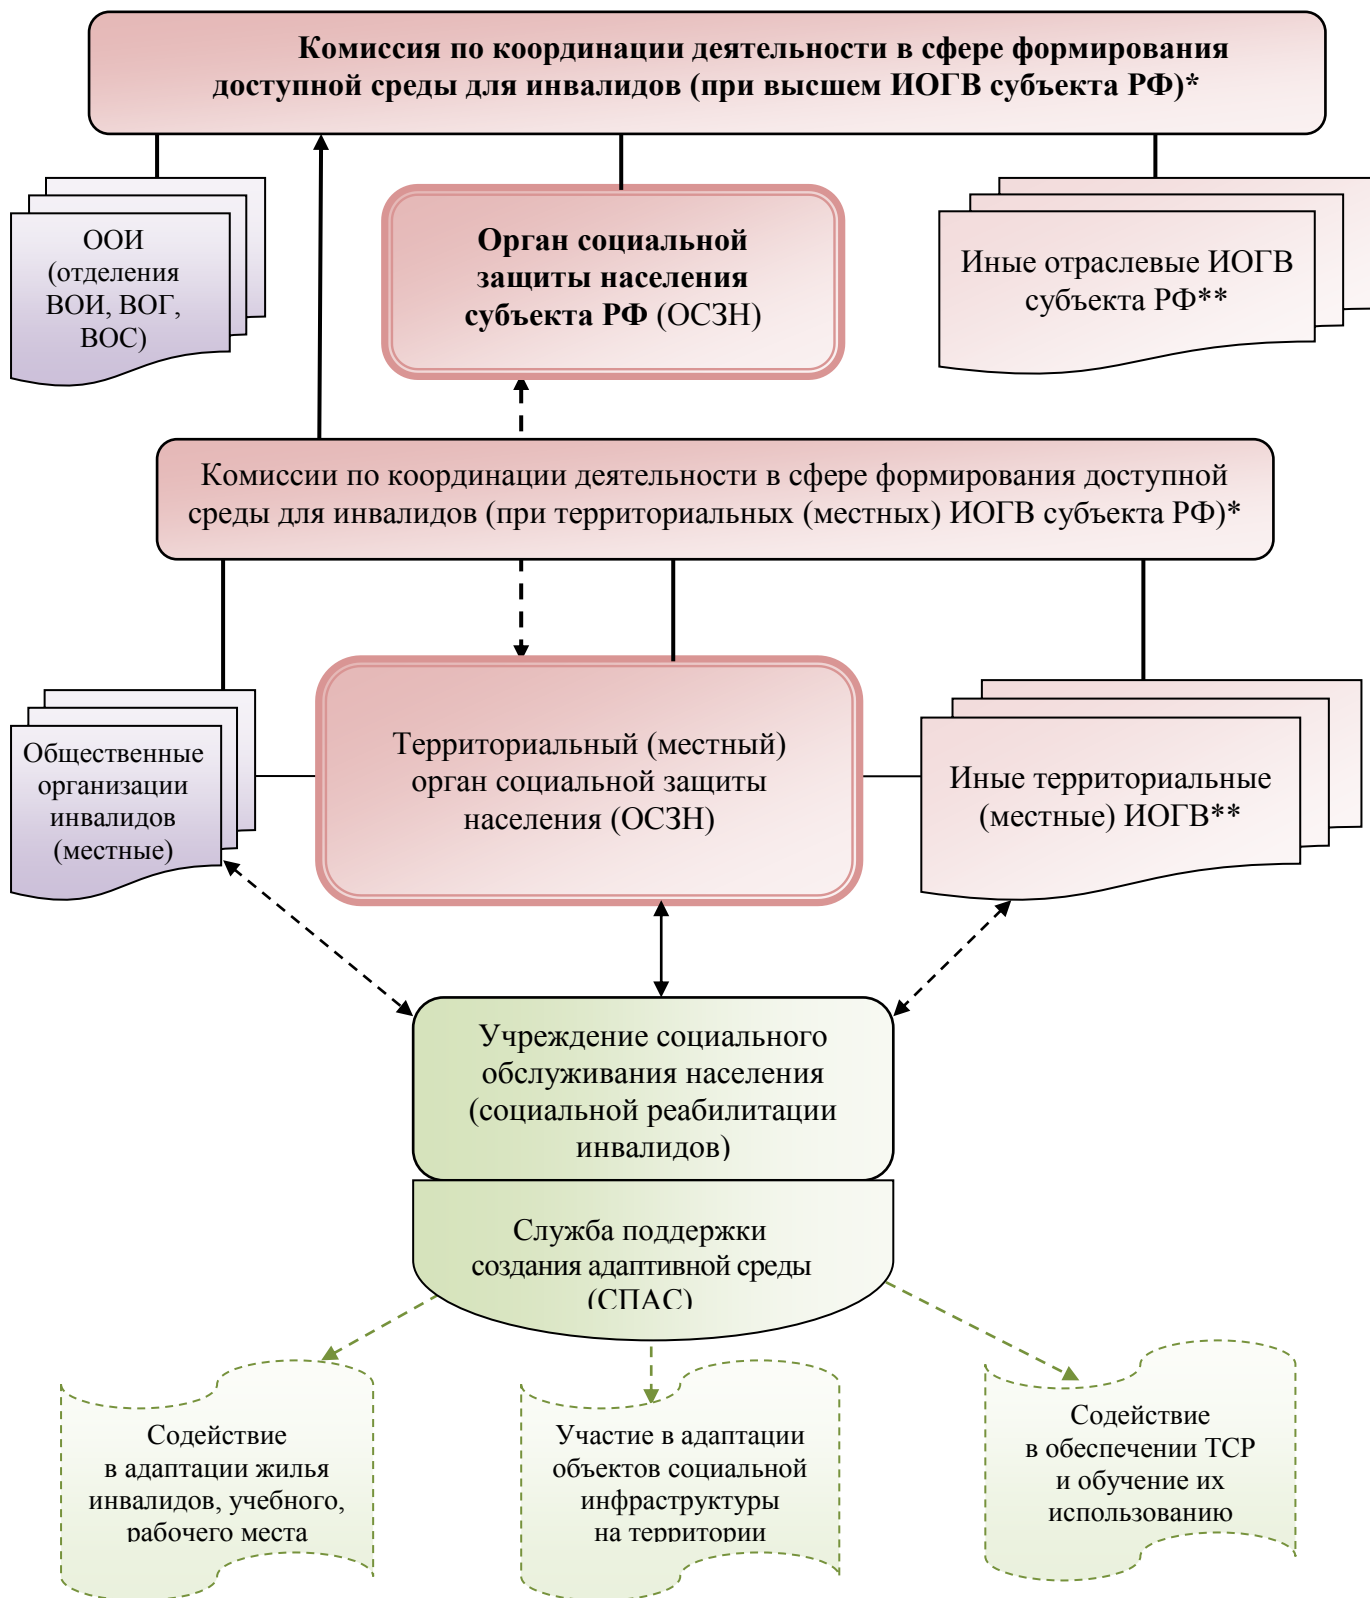 Комиссия по координации деятельности в сфере формирования
доступной среды для инвалидов (при высшем ИОГВ субъекта РФ)*
ООИ
(отделения
ВОИ, ВОГ,
ВОС)
Орган социальной
защиты населения
субъекта РФ (ОСЗН)
Иные отраслевые ИОГВ
субъекта РФ**
Комиссии по координации деятельности в сфере формирования доступной
среды для инвалидов (при территориальных (местных) ИОГВ субъекта РФ)*
Общественные
организации
инвалидов
(местные)
Территориальный (местный)
орган социальной защиты
населения (ОСЗН)
Иные территориальные
(местные) ИОГВ**
Учреждение социального
обслуживания населения
(социальной реабилитации
инвалидов)
Служба поддержки
создания адаптивной среды
(СПАС)
Содействие
в адаптации жилья
инвалидов, учебного,
рабочего места
Участие в адаптации
объектов социальной
инфраструктуры
на территории
Содействие
в обеспечении ТСР
и обучение их
использованию